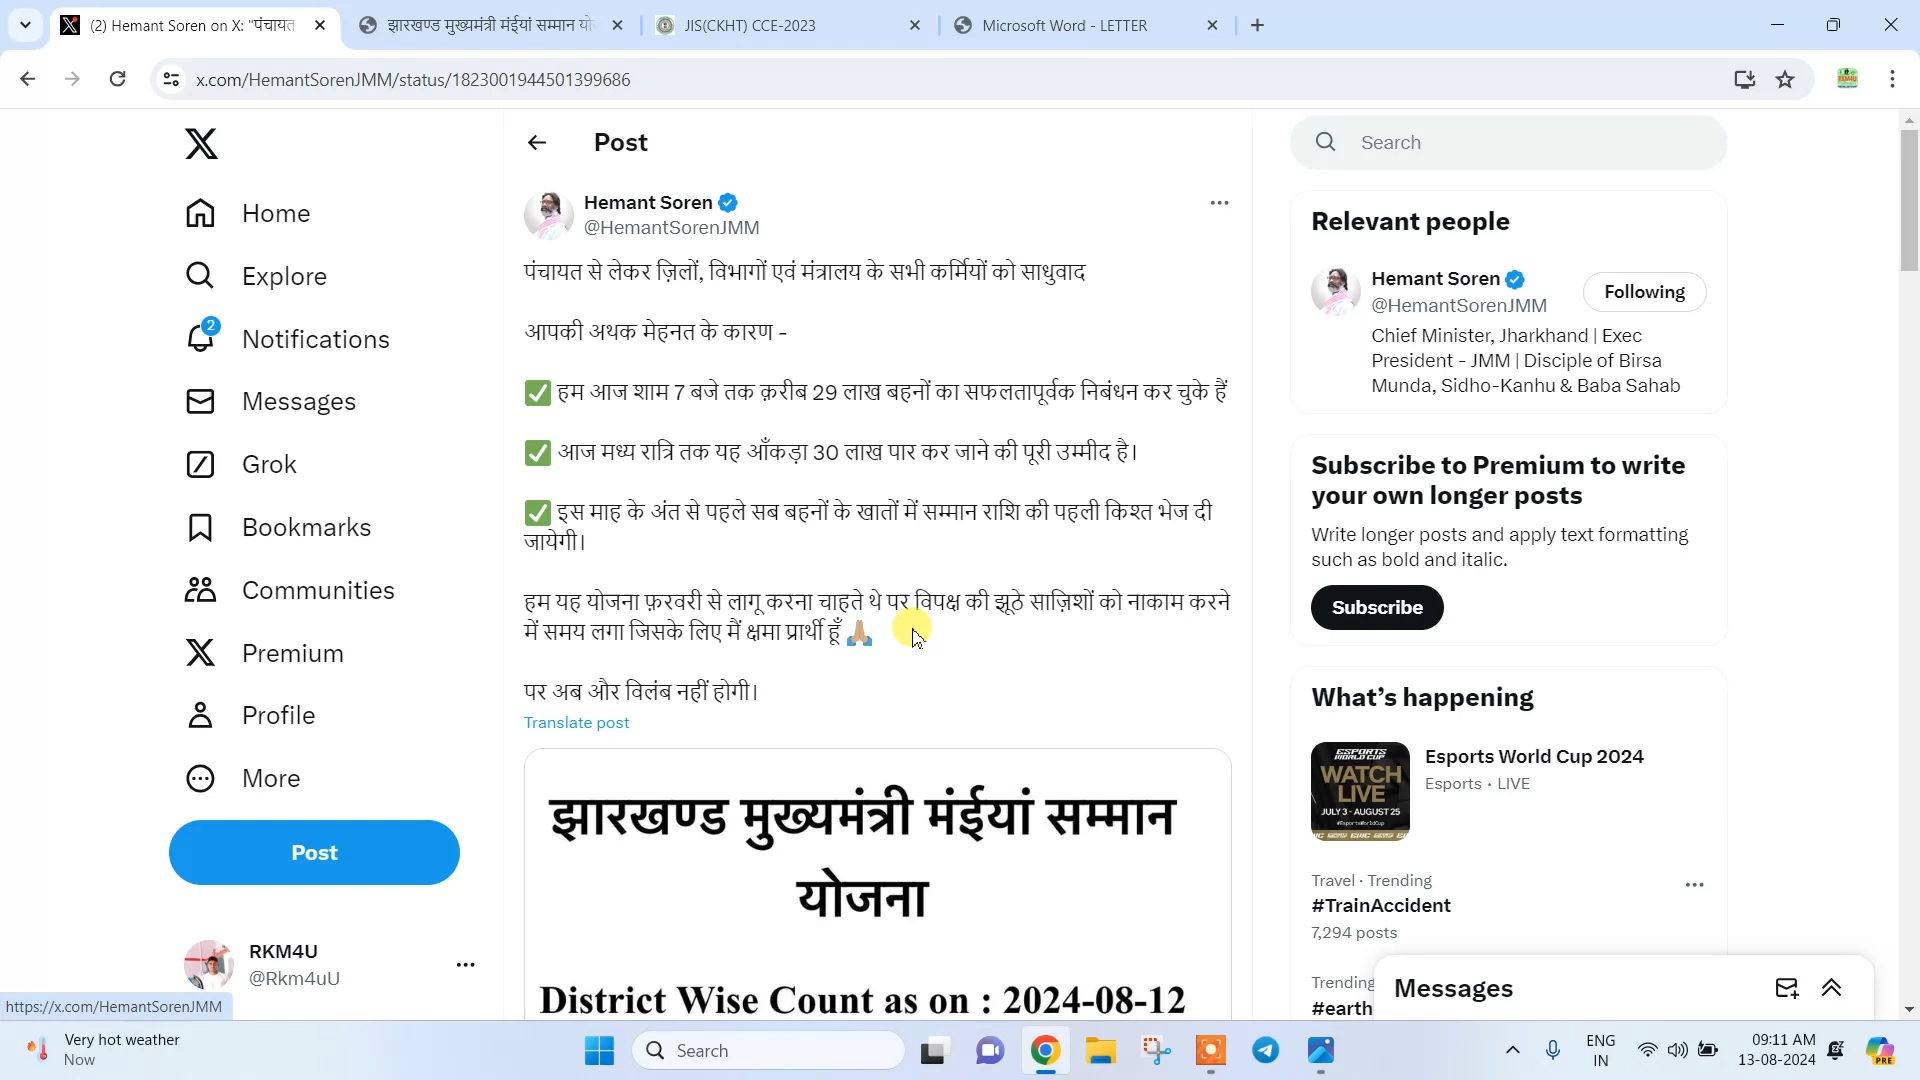 (2) Hemant Soren on X: "पंचायत
झारखण्ड मुख्यमंत्री मंईयां सम्मान यो
JIS(CKHT) CCE-2023
Microsoft Word - LETTER
x.com/HemantSorenJMM/status/1823001944501399686
Home
Explore
2
Notifications
Messages
Grok
Bookmarks
Communities
Premium
Profile
More
Post
RKM4U
@Rkm4uU
https://x.com/HemantSorenJMM
Post
Hemant Soren
@HemantSorenJMM
पंचायत से लेकर ज़िलों, विभागों एवं मंत्रालय के सभी कर्मियों को साधुवाद
आपकी अथक मेहनत के कारण -
✅ हम आज शाम 7 बजे तक क़रीब 29 लाख बहनों का सफलतापूर्वक निबंधन कर चुके हैं
✅ आज मध्य रात्रि तक यह आँकड़ा 30 लाख पार कर जाने की पूरी उम्मीद है।
✅ इस माह के अंत से पहले सब बहनों के खातों में सम्मान राशि की पहली किश्त भेज दी
जायेगी।
हम यह योजना फ़रवरी से लागू करना चाहते थे पर विपक्ष की झूठे साज़िशों को नाकाम करने
में समय लगा जिसके लिए मैं क्षमा प्रार्थी हूँ 🙏🏽
पर अब और विलंब नहीं होगी।
Translate post
झारखण्ड मुख्यमंत्री मंईयां सम्मान
योजना
District Wise Count as on : 2024-08-12
Search
Relevant people
Hemant Soren
@HemantSorenJMM
Following
Chief Minister, Jharkhand | Exec
President - JMM | Disciple of Birsa
Munda, Sidho-Kanhu & Baba Sahab
Subscribe to Premium to write
your own longer posts
Write longer posts and apply text formatting
such as bold and italic.
Subscribe
What's happening
ESPORTS
WORLD CUP
WATCH
LIVE
JULY 3 - AUGUST 25
#EsportsWorldCup
Esports World Cup 2024
Esports · LIVE
Travel · Trending
#TrainAccident
7,294 posts
Trending
#earth
Messages
Very hot weather
Now
Search
ENG
IN
09:11 AM
13-08-2024
PRE